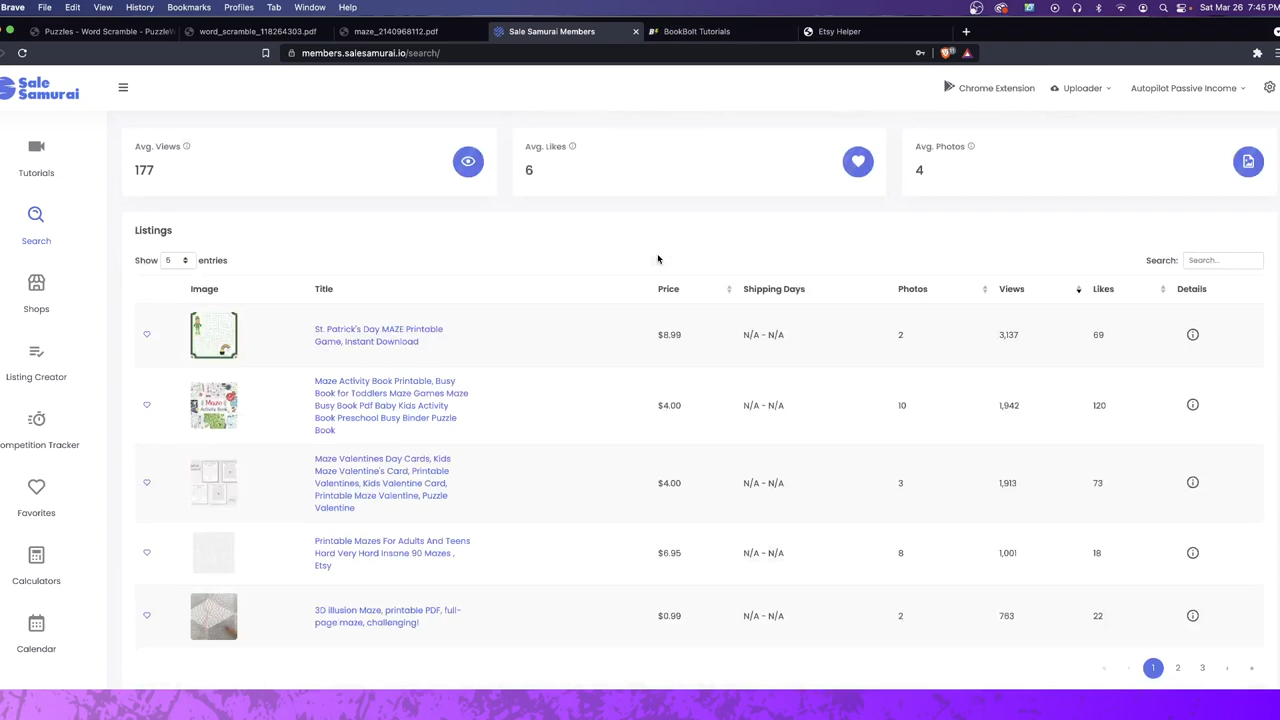 Brave File Edit View History Bookmarks Profiles Tab Window Help Sat Mar 26 7:45 PM
Puzzles - Word Scramble - Puzzle word_scramble_118264303.pdf maze_2140968112.pdf Sale Samurai Members BookBolt Tutorials Etsy Helper
members.salesamurai.io/search/
Sale
Samurai
Chrome Extension Uploader Autopilot Passive Income
Tutorials
Search
Shops
Listing Creator
ompetition Tracker
Favorites
Calculators
Calendar
Avg. Views
177
Avg. Likes
6
Avg. Photos
4
Listings
Show 5 entries Search: Search...
Image Title Price Shipping Days Photos Views Likes Details
St. Patrick's Day MAZE Printable
Game, Instant Download
$8.99 N/A - N/A 2 3,137 69
Maze Activity Book Printable, Busy
Book for Toddlers Maze Games Maze
Busy Book Pdf Baby Kids Activity
Book Preschool Busy Binder Puzzle
Book
$4.00 N/A - N/A 10 1,942 120
Maze Valentines Day Cards, Kids
Maze Valentine's Card, Printable
Valentines, Kids Valentine Card,
Printable Maze Valentine, Puzzle
Valentine
$4.00 N/A - N/A 3 1,913 73
Printable Mazes For Adults And Teens
Hard Very Hard Insane 90 Mazes ,
Etsy
$6.95 N/A - N/A 8 1,001 18
3D illusion Maze, printable PDF, full-
page maze, challenging!
$0.99 N/A - N/A 2 763 22
« ‹ 1 2 3 › »